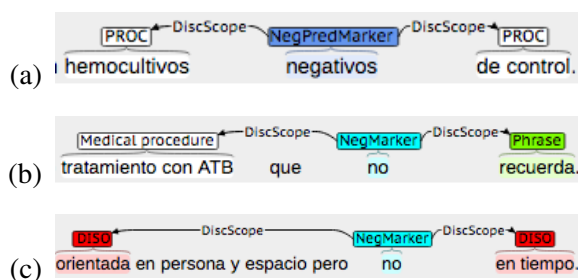 PROC DiscScope NegPredMarker DiscScope PROC
(a) hemocultivos negativos de control.
Medical procedure DiscScope NegMarker DiscScope Phrase
(b) tratamiento con ATB que no recuerda.
DISO DiscScope NegMarker DiscScope DISO
(c) orientada en persona y espacio pero no en tiempo